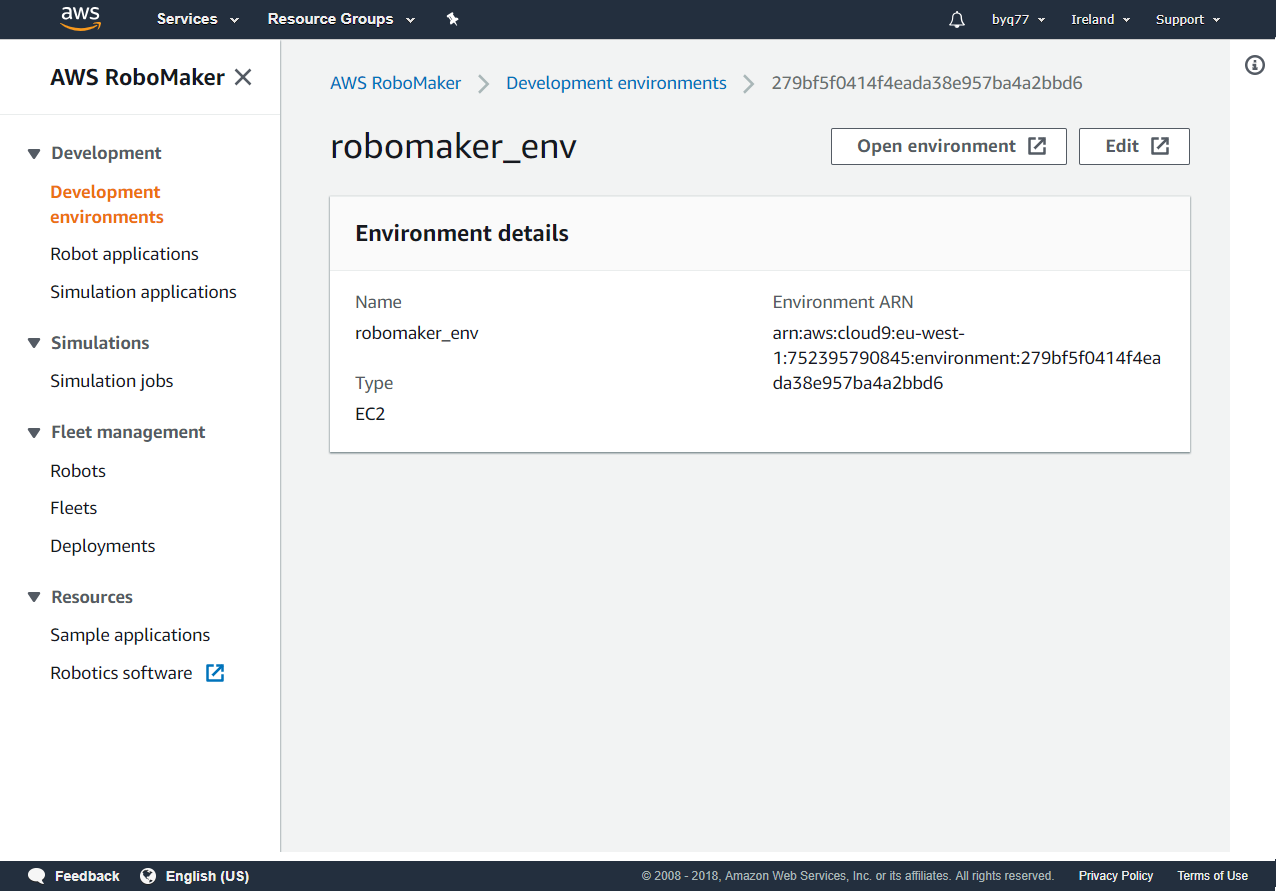 aws Services Resource Groups byq77 Ireland Support
AWS RoboMaker
Development
Development
environments
Robot applications
Simulation applications
Simulations
Simulation jobs
Fleet management
Robots
Fleets
Deployments
Resources
Sample applications
Robotics software
AWS RoboMaker Development environments 279bf5f0414f4eada38e957ba4a2bbd6
robomaker_env
Open environment Edit
Environment details
Name
robomaker_env
Type
EC2
Environment ARN
arn:aws:cloud9:eu-west-
1:752395790845:environment:279bf5f0414f4ea
da38e957ba4a2bbd6
Feedback English (US) © 2008 - 2018, Amazon Web Services, Inc. or its affiliates. All rights reserved. Privacy Policy Terms of Use